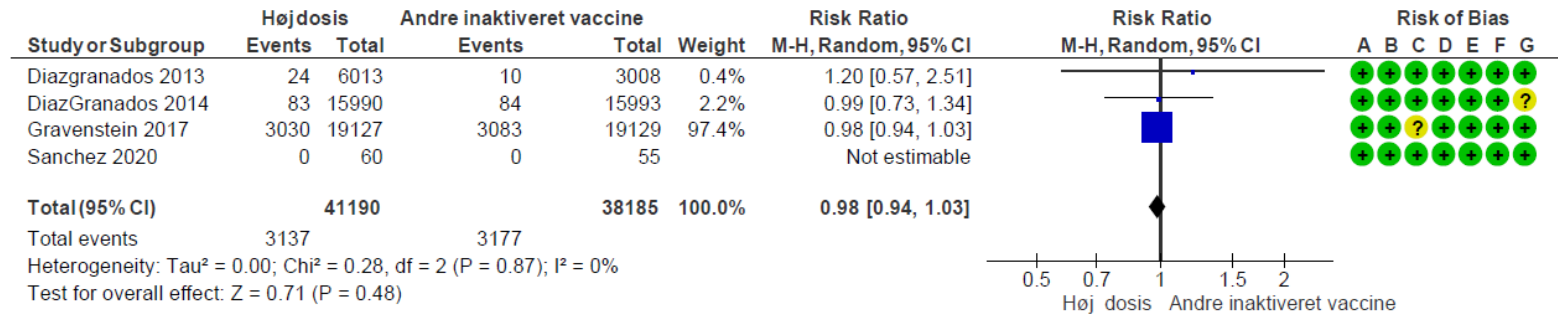 Høj dosis Andre inaktiveret vaccine Risk Ratio Risk Ratio Risk of Bias
Study or Subgroup Events Total Events Total Weight M-H, Random, 95% CI M-H, Random, 95% CI A B C D E F G
Diazgranados 2013 24 6013 10 3008 0.4% 1.20 [0.57, 2.51] + + + + + + +
DiazGranados 2014 83 15990 84 15993 2.2% 0.99 [0.73, 1.34] + + + + + + ?
Gravenstein 2017 3030 19127 3083 19129 97.4% 0.98 [0.94, 1.03] + + ? + + + +
Sanchez 2020 0 60 0 55 Not estimable + + + + + + +
Total (95% CI) 41190 38185 100.0% 0.98 [0.94, 1.03]
Total events 3137 3177
Heterogeneity: Tau² = 0.00; Chi² = 0.28, df = 2 (P = 0.87); I² = 0%
Test for overall effect: Z = 0.71 (P = 0.48)
0.5 0.7 1 1.5 2
Høj dosis Andre inaktiveret vaccine